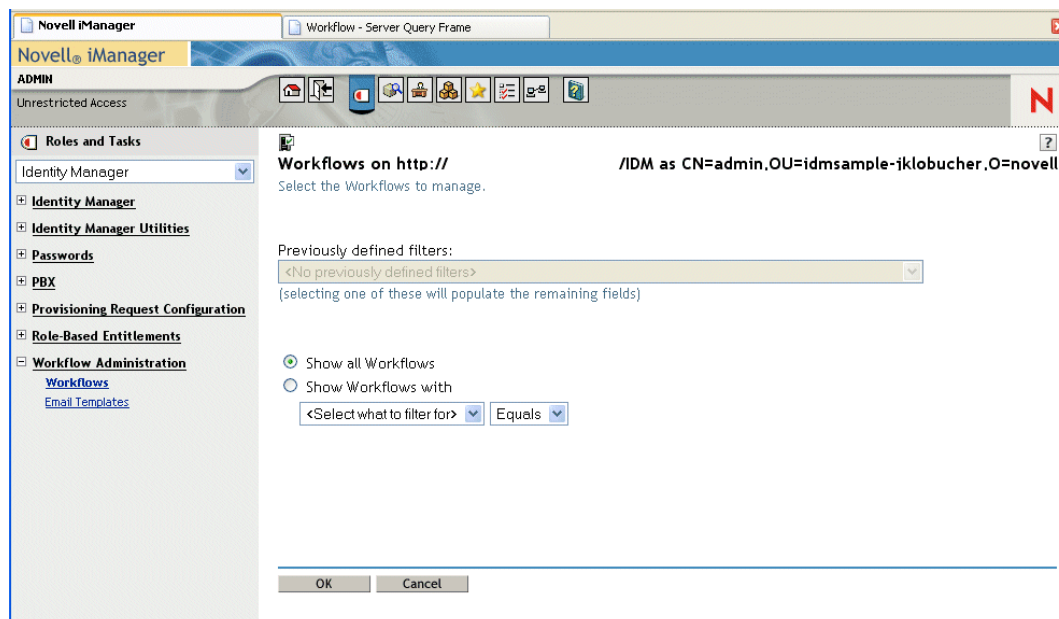 Novell iManager
Workflow - Server Query Frame
Novell® iManager
ADMIN
Unrestricted Access
N
Roles and Tasks
Identity Manager
Identity Manager
Identity Manager Utilities
Passwords
PBX
Provisioning Request Configuration
Role-Based Entitlements
Workflow Administration
Workflows
Email Templates
?
Workflows on http:// /IDM as CN=admin,OU=idmsample-jklobucher,O=novell
Select the Workflows to manage.
Previously defined filters:
<No previously defined filters>
(selecting one of these will populate the remaining fields)
Show all Workflows
Show Workflows with
<Select what to filter for> Equals
OK Cancel